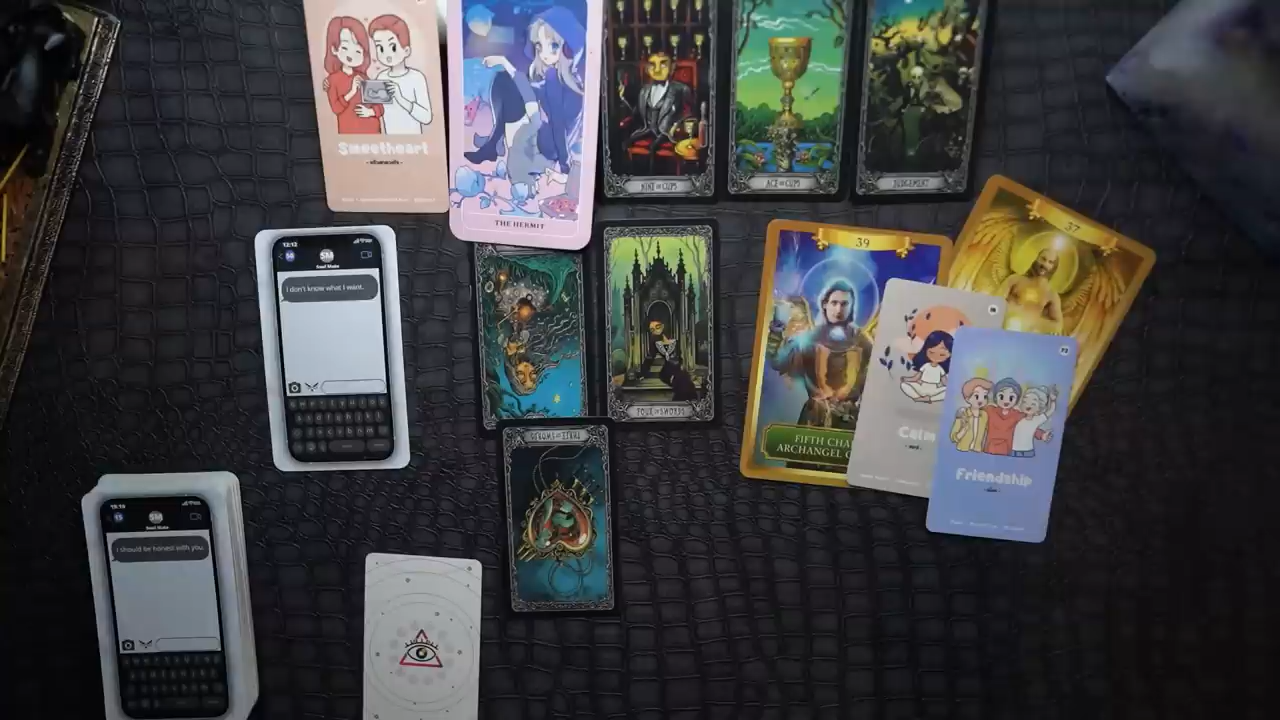 Sweetheart
THE HERMIT
NINE OF CUPS
ACE OF CUPS
JUDGEMENT
12:12
SM
Soul Mate
I don't know what I want.
FOUR OF SWORDS
39
37
FIFTH CHA
ARCHANGEL
Calm
Friendship
THREE OF SWORDS
SM
Soul Mate
I should be honest with you.